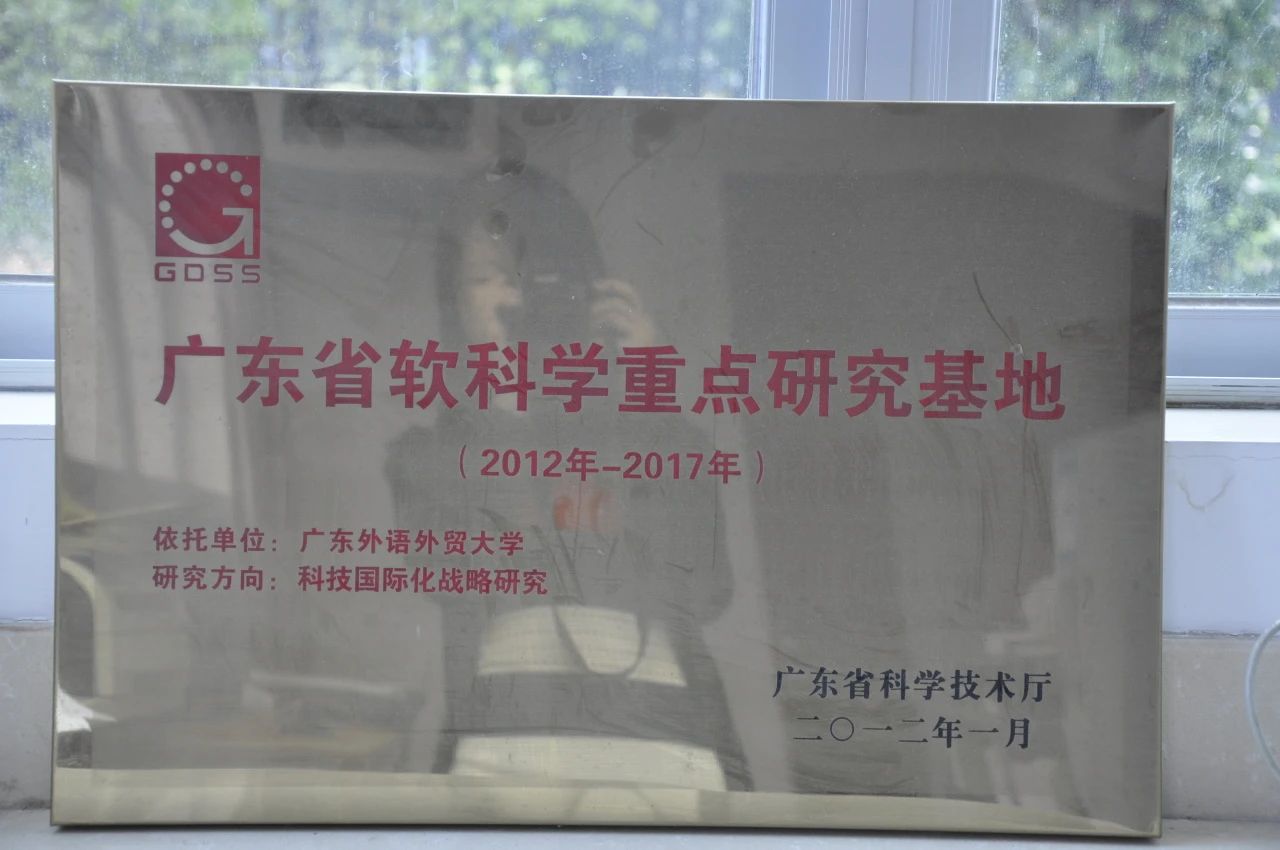 GDSS
广东省软科学重点研究基地
（2012年-2017年）
依托单位：广东外语外贸大学
研究方向：科技国际化战略研究
广东省科学技术厅
二〇一二年一月